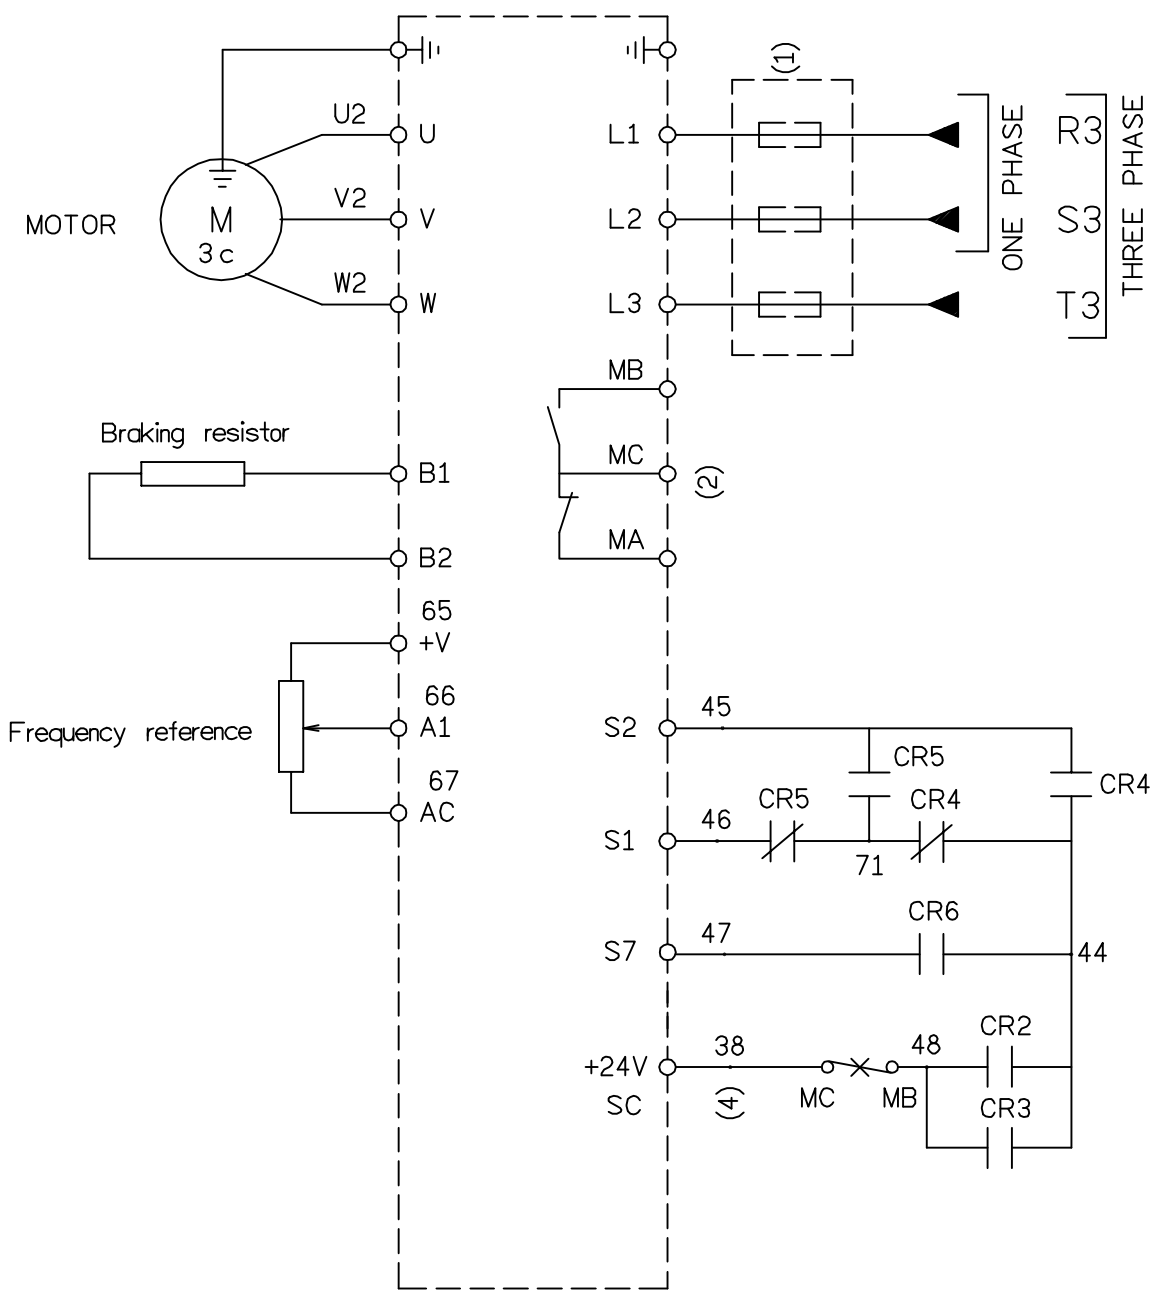 (1)
U2
U
L1
R3
ONE PHASE
THREE PHASE
MOTOR
M
3 c
V2
V
L2
S3
W2
W
L3
T3
MB
Braking resistor
B1
MC
(2)
B2
MA
65
+V
66
A1
Frequency reference
67
AC
S2
45
CR5
CR4
S1
46
CR5
CR4
71
S7
47
CR6
44
+24V
38
48
CR2
SC
(4)
MC
MB
CR3